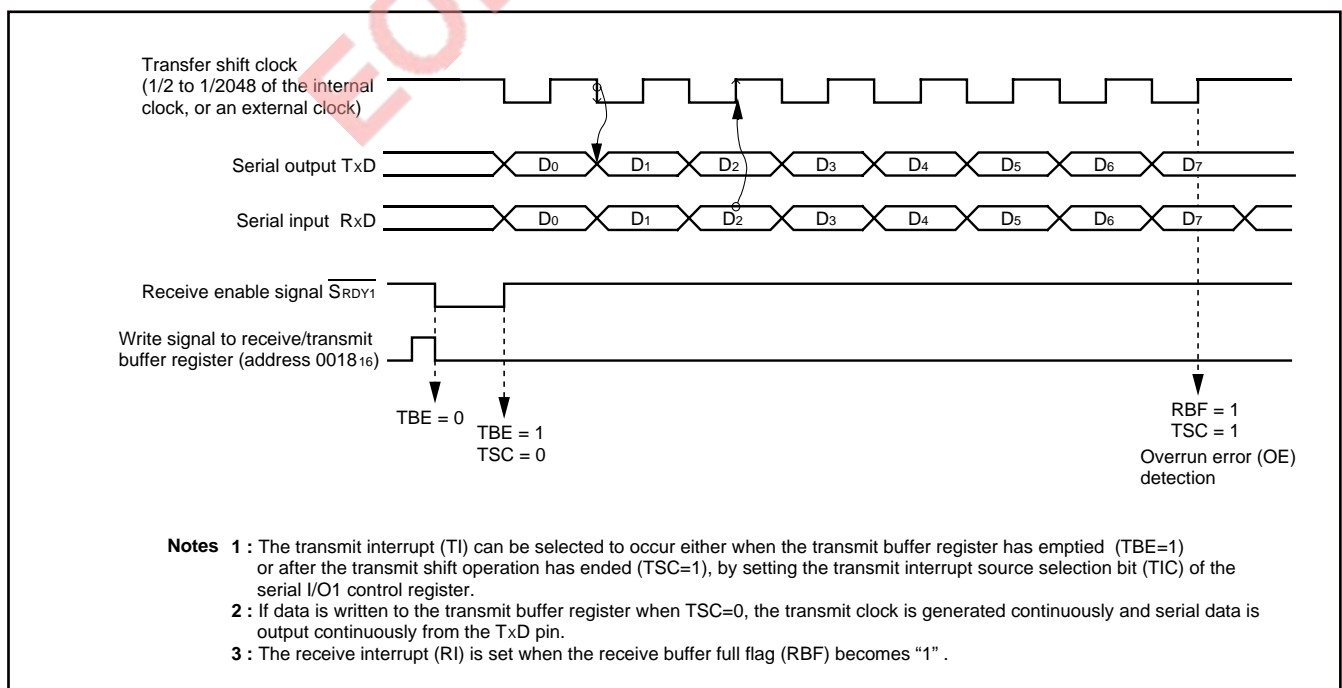 EO
Transfer shift clock
(1/2 to 1/2048 of the internal
clock, or an external clock)
Serial output TxD
D0 D1 D2 D3 D4 D5 D6 D7
Serial input RxD
D0 D1 D2 D3 D4 D5 D6 D7
Receive enable signal SRDY1
Write signal to receive/transmit
buffer register (address 001816)
TBE = 0
TBE = 1
TSC = 0
RBF = 1
TSC = 1
Overrun error (OE)
detection
Notes 1 : The transmit interrupt (TI) can be selected to occur either when the transmit buffer register has emptied (TBE=1)
or after the transmit shift operation has ended (TSC=1), by setting the transmit interrupt source selection bit (TIC) of the
serial I/O1 control register.
2 : If data is written to the transmit buffer register when TSC=0, the transmit clock is generated continuously and serial data is
output continuously from the TxD pin.
3 : The receive interrupt (RI) is set when the receive buffer full flag (RBF) becomes “1” .